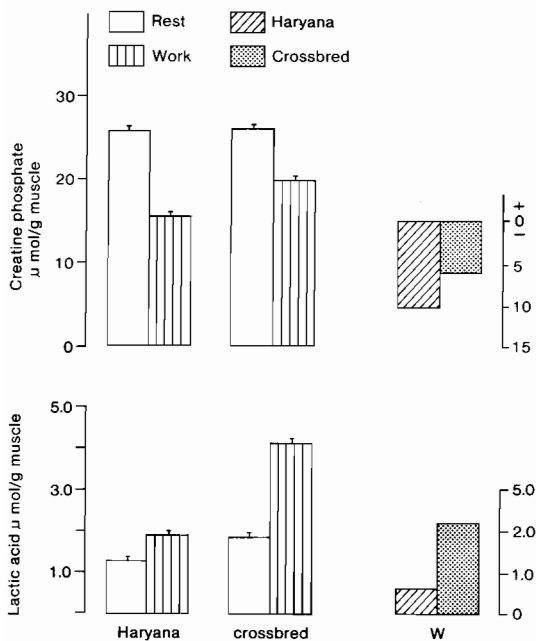 Rest
Haryana
Work
Crossbred
Creatine phosphate
μ mol/g muscle
30
20
10
0
+
0
−
5
10
15
Lactic acid μ mol/g muscle
5.0
3.0
1.0
5.0
2.0
1.0
0
Haryana
crossbred
W